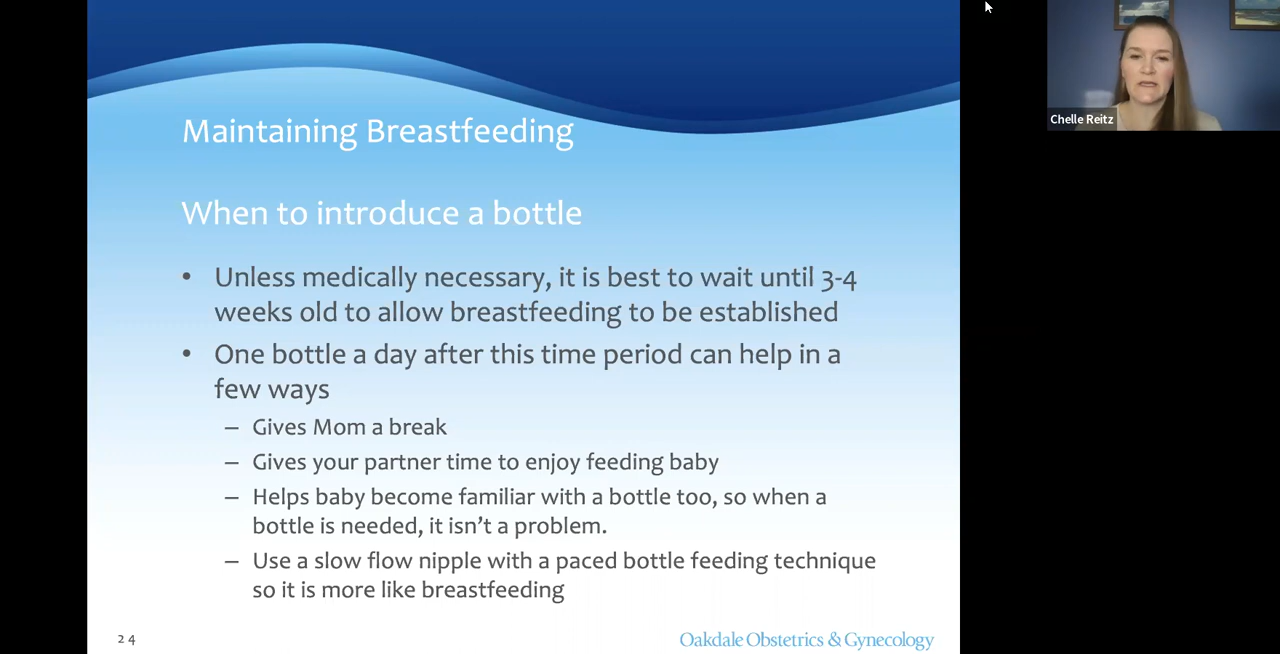 Maintaining Breastfeeding
When to introduce a bottle
• Unless medically necessary, it is best to wait until 3-4
weeks old to allow breastfeeding to be established
• One bottle a day after this time period can help in a
few ways
– Gives Mom a break
– Gives your partner time to enjoy feeding baby
– Helps baby become familiar with a bottle too, so when a
bottle is needed, it isn’t a problem.
– Use a slow flow nipple with a paced bottle feeding technique
so it is more like breastfeeding
24
Oakdale Obstetrics & Gynecology
Chelle Reitz